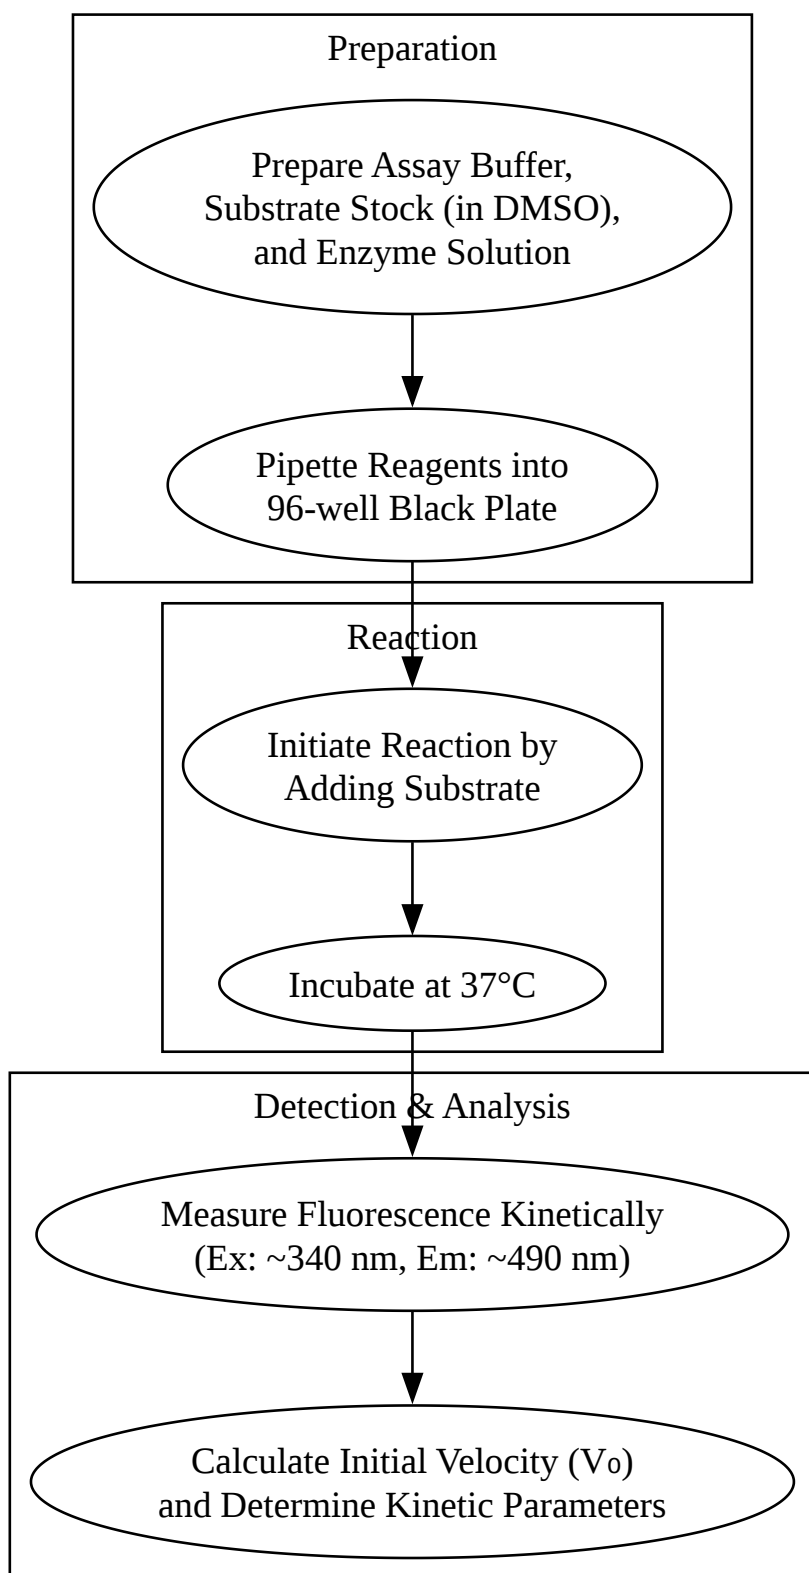 Preparation
Prepare Assay Buffer,
Substrate Stock (in DMSO),
and Enzyme Solution
Pipette Reagents into
96-well Black Plate
Reaction
Initiate Reaction by
Adding Substrate
Incubate at 37°C
Detection & Analysis
Measure Fluorescence Kinetically
(Ex: ~340 nm, Em: ~490 nm)
Calculate Initial Velocity (V₀)
and Determine Kinetic Parameters